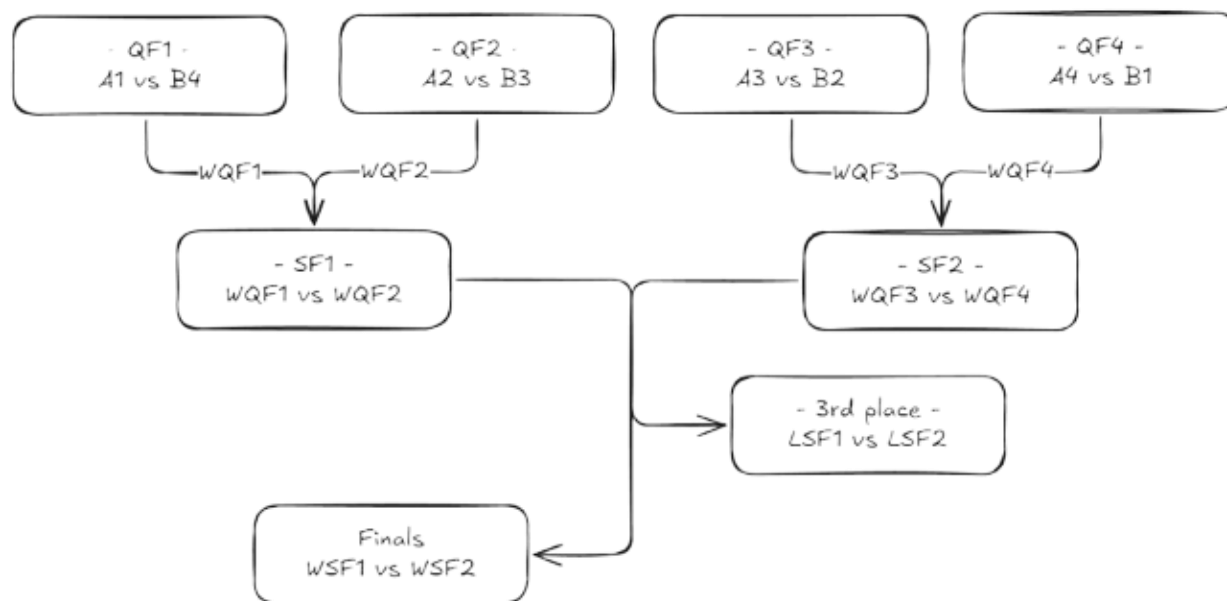 - QF1 -
A1 vs B4
- QF2 -
A2 vs B3
- QF3 -
A3 vs B2
- QF4 -
A4 vs B1
WQF1
WQF2
WQF3
WQF4
- SF1 -
WQF1 vs WQF2
- SF2 -
WQF3 vs WQF4
- 3rd place -
LSF1 vs LSF2
Finals
WSF1 vs WSF2